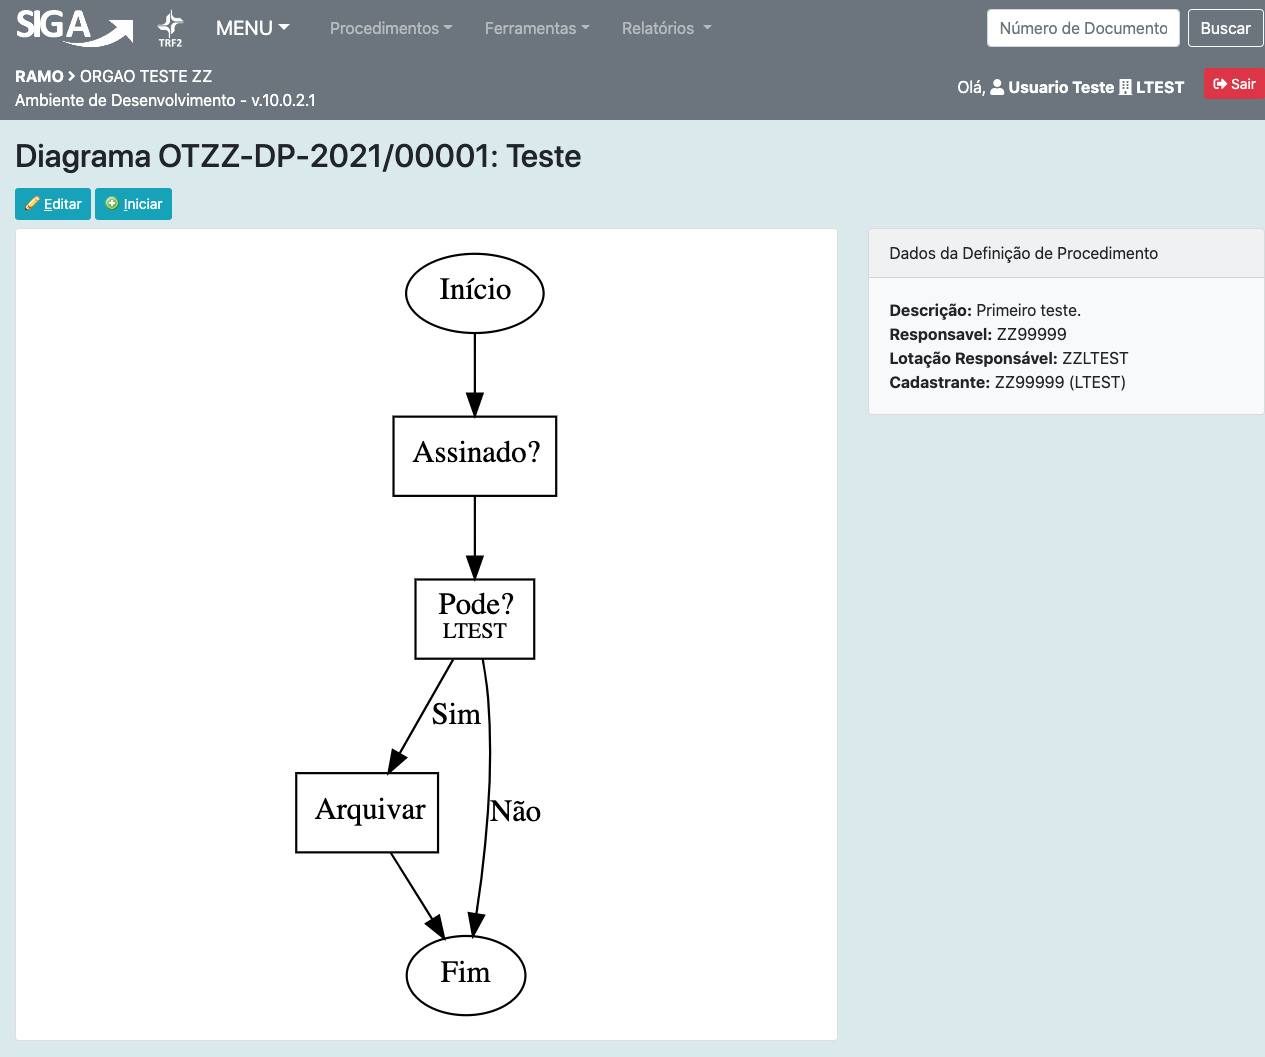 SIGA
TRF2
MENU
Procedimentos
Ferramentas
Relatórios
Número de Documento
Buscar
RAMO > ORGAO TESTE ZZ
Ambiente de Desenvolvimento - v.10.0.2.1
Olá, Usuario Teste LTEST
Sair
Diagrama OTZZ-DP-2021/00001: Teste
Editar
Iniciar
Início
Assinado?
Pode?
LTEST
Sim
Arquivar
Não
Fim
Dados da Definição de Procedimento
Descrição: Primeiro teste.
Responsavel: ZZ99999
Lotação Responsável: ZZLTEST
Cadastrante: ZZ99999 (LTEST)